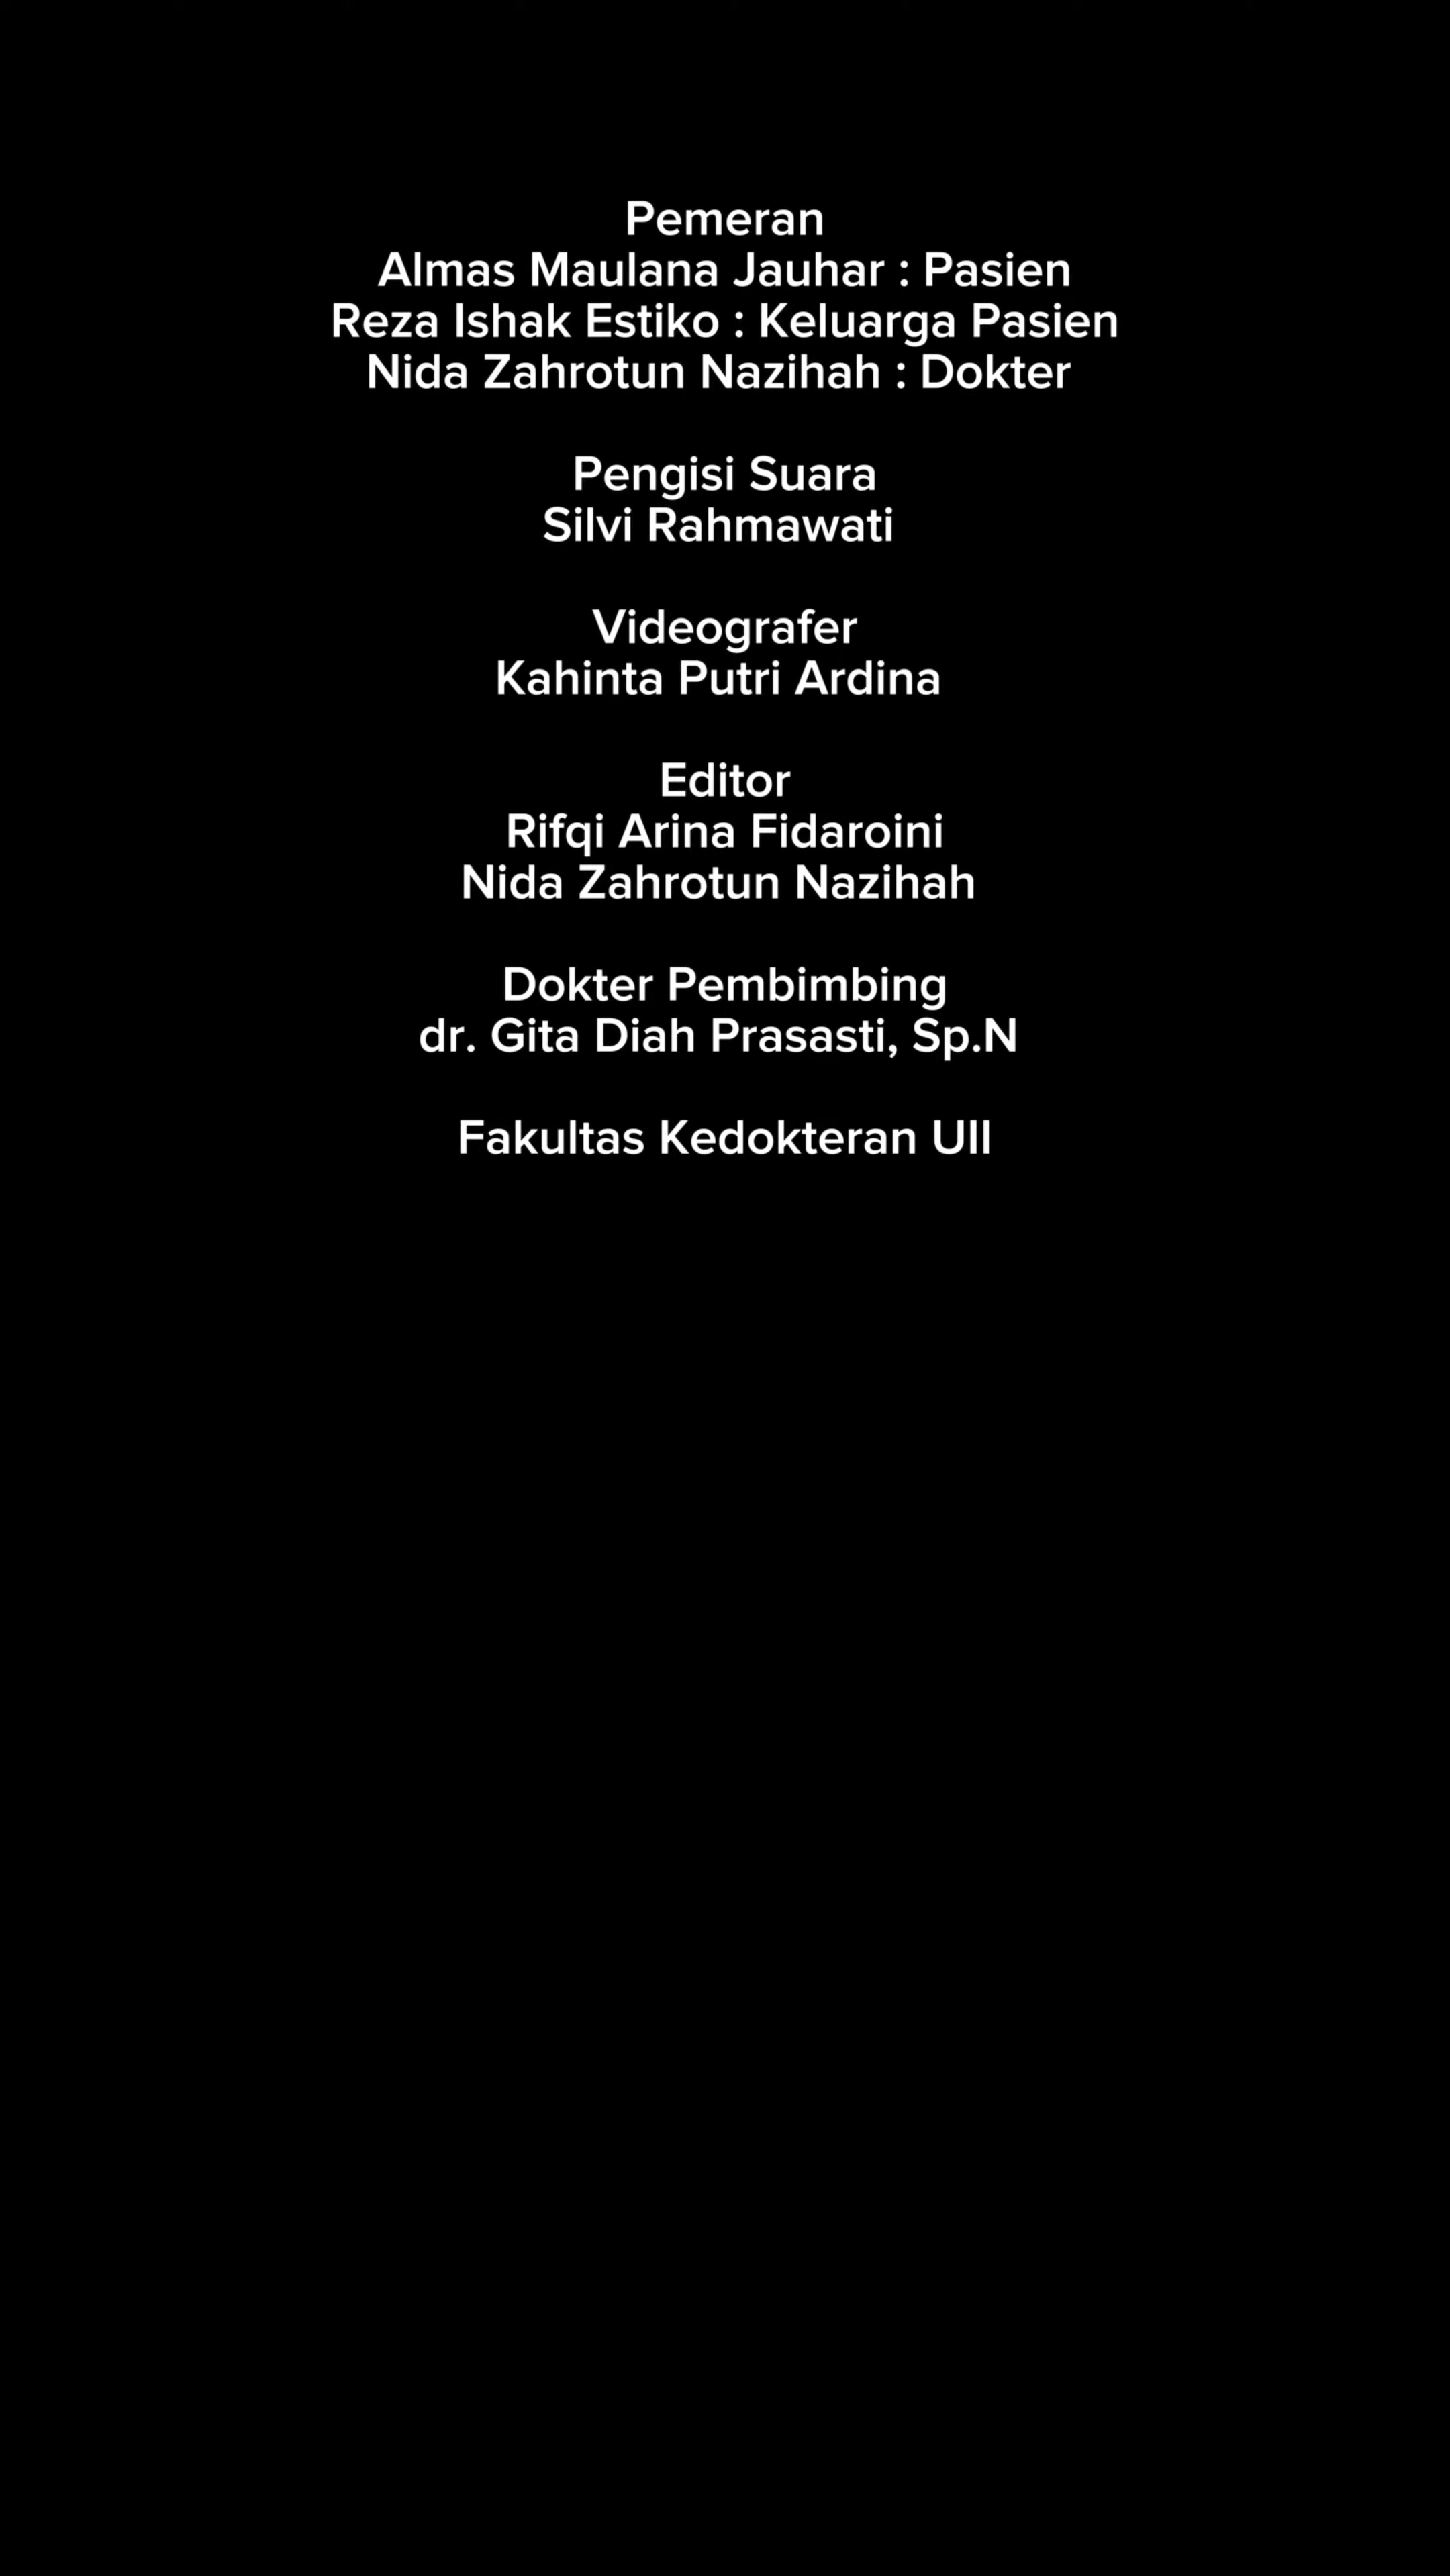 Pemeran
Almas Maulana Jauhar : Pasien
Reza Ishak Estiko : Keluarga Pasien
Nida Zahrotun Nazihah : Dokter
Pengisi Suara
Silvi Rahmawati
Videografer
Kahinta Putri Ardina
Editor
Rifqi Arina Fidaroini
Nida Zahrotun Nazihah
Dokter Pembimbing
dr. Gita Diah Prasasti, Sp.N
Fakultas Kedokteran UII